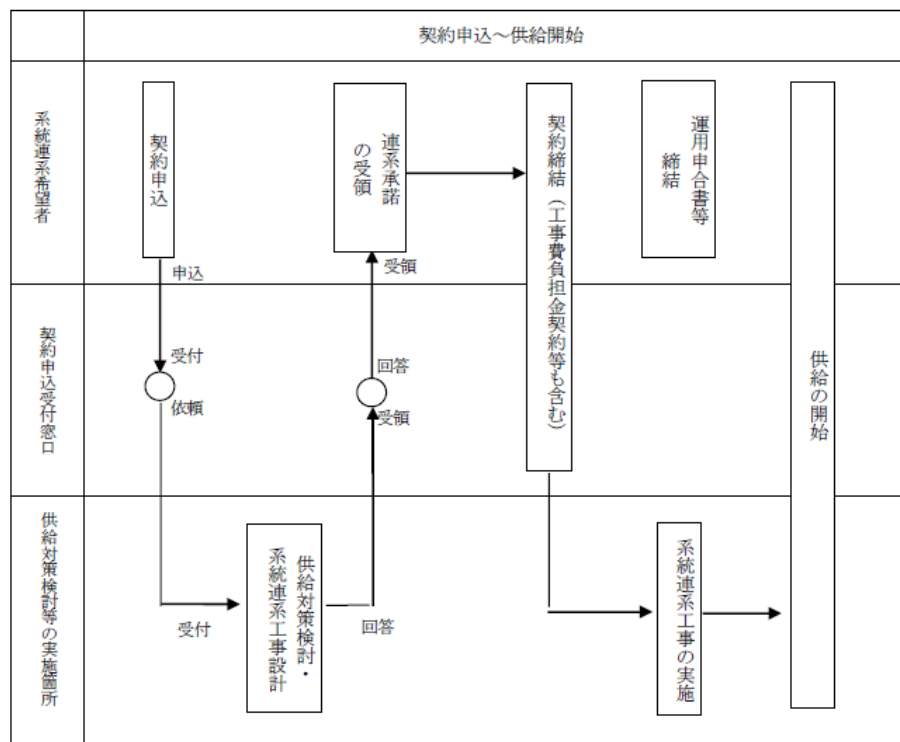 契約申込~供給開始
系統連系希望者
契約申込
連系承諾
の受領
契約締結(工事費負担金契約等も含む)
運用申合書等
締結
申込
受領
契約申込受付窓口
受付
依頼
回答
受領
供給の開始
供給対策検討等の実施箇所
受付
供給対策検討・
系統連系工事設計
回答
系統連系工事の実施